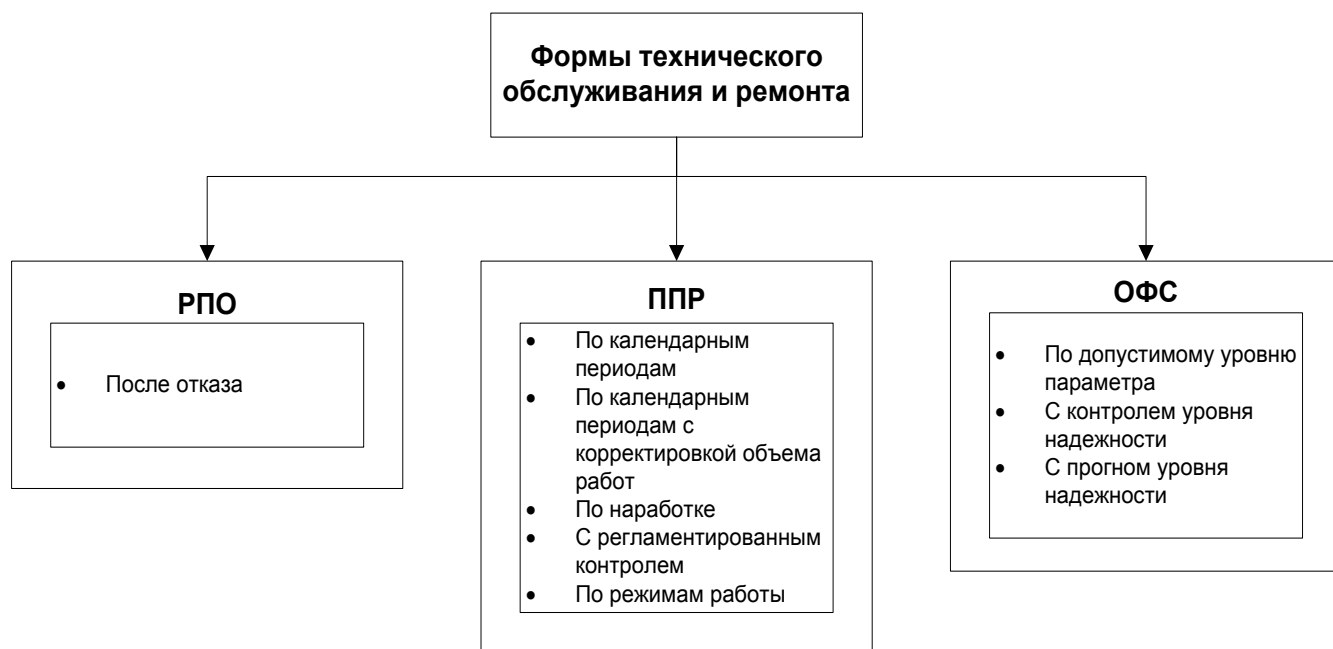 Формы технического
обслуживания и ремонта
РПО
• После отказа
ППР
• По календарным
периодам
• По календарным
периодам с
корректировкой объема
работ
• По наработке
• С регламентированным
контролем
• По режимам работы
ОФС
• По допустимому уровню
параметра
• С контролем уровня
надежности
• С прогном уровня
надежности